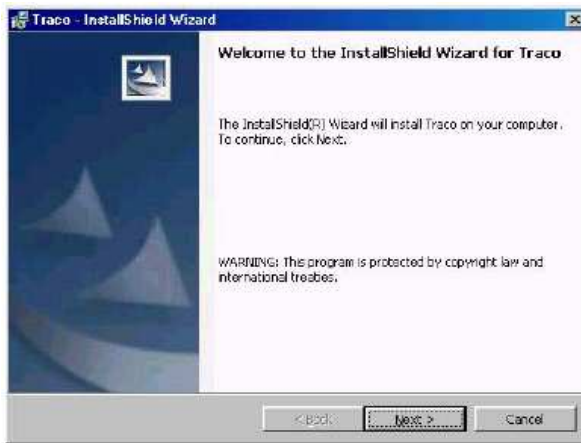 Traco - InstallShield Wizard
Welcome to the InstallShield Wizard for Traco
The InstallShield(R) Wizard will install Traco on your computer.
To continue, click Next.
WARNING: This program is protected by copyright law and
international treaties.
< Back Next > Cancel